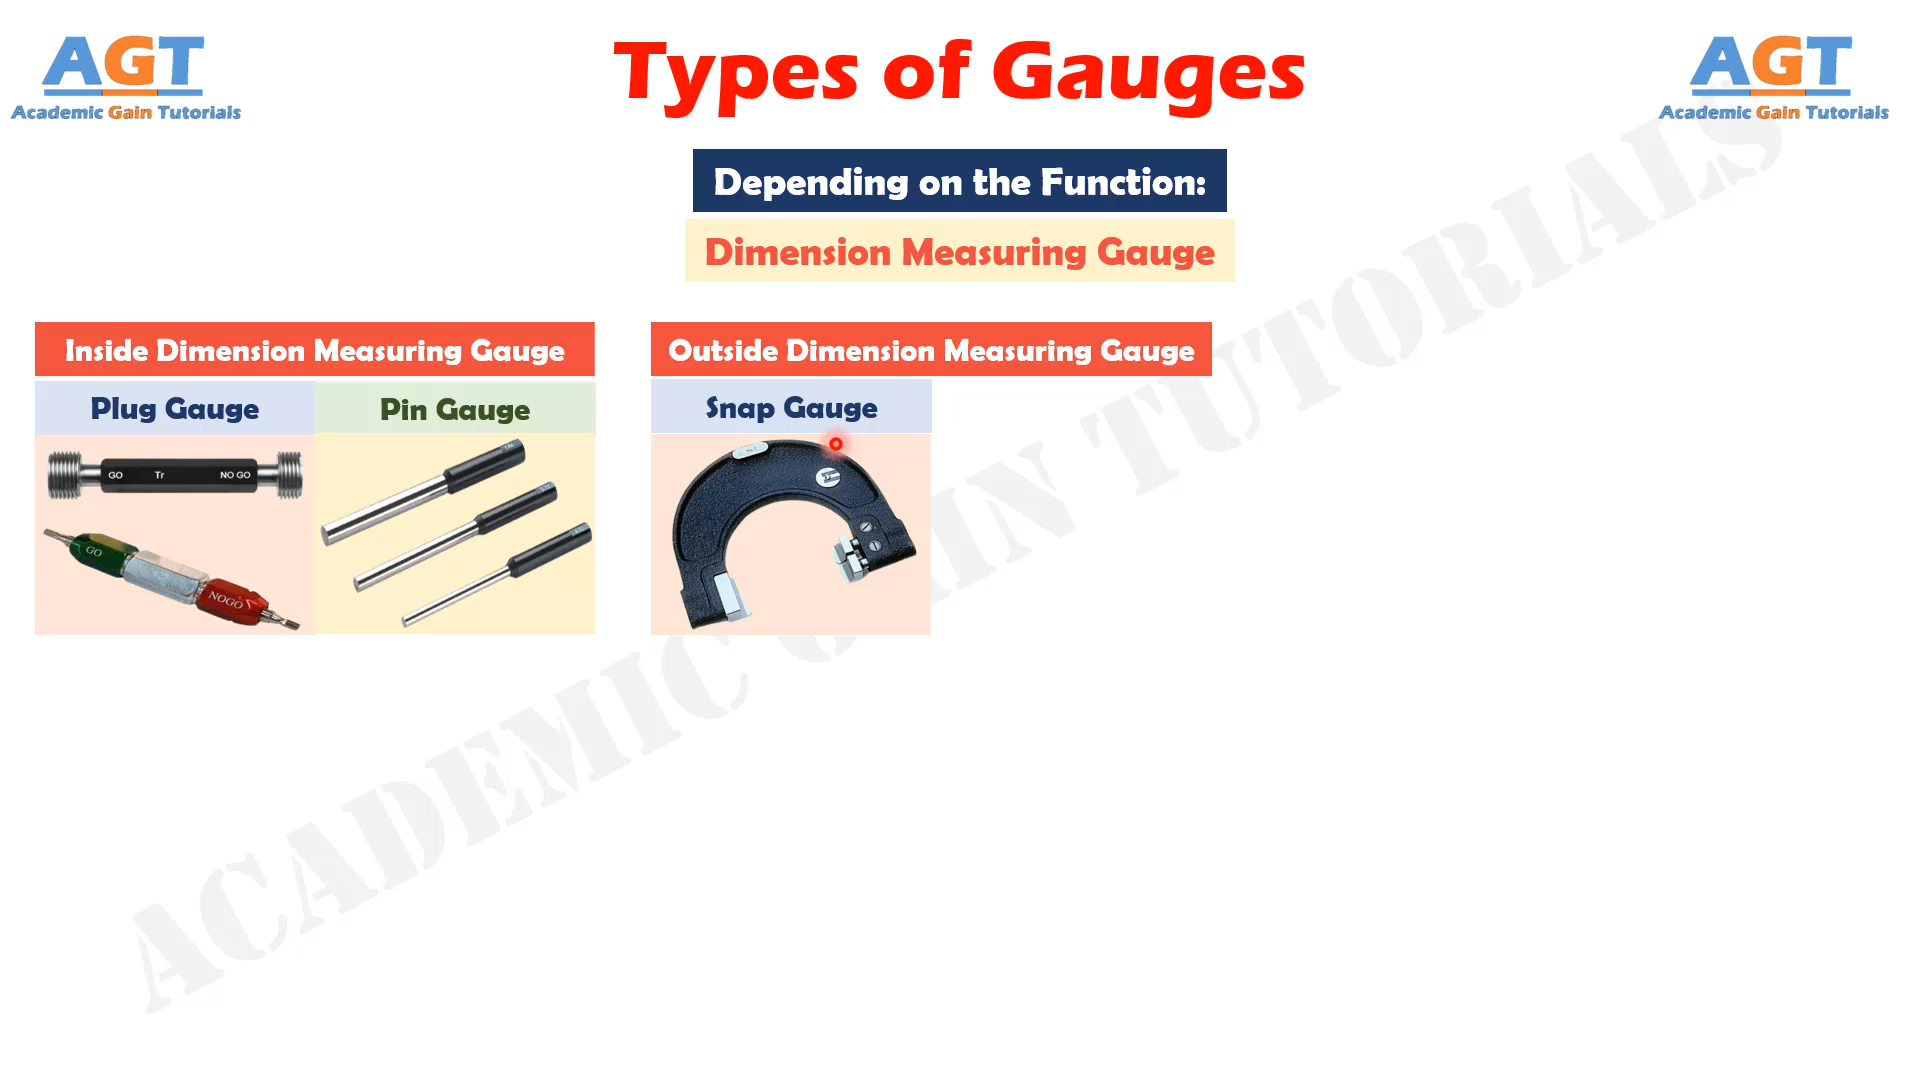 AGT
Academic Gain Tutorials
Types of Gauges
AGT
Academic Gain Tutorials
Depending on the Function:
Dimension Measuring Gauge
Inside Dimension Measuring Gauge
Outside Dimension Measuring Gauge
Plug Gauge
Pin Gauge
Snap Gauge
GO Tr NO GO
GO
NOGO
ACADEMIC GAIN TUTORIALS